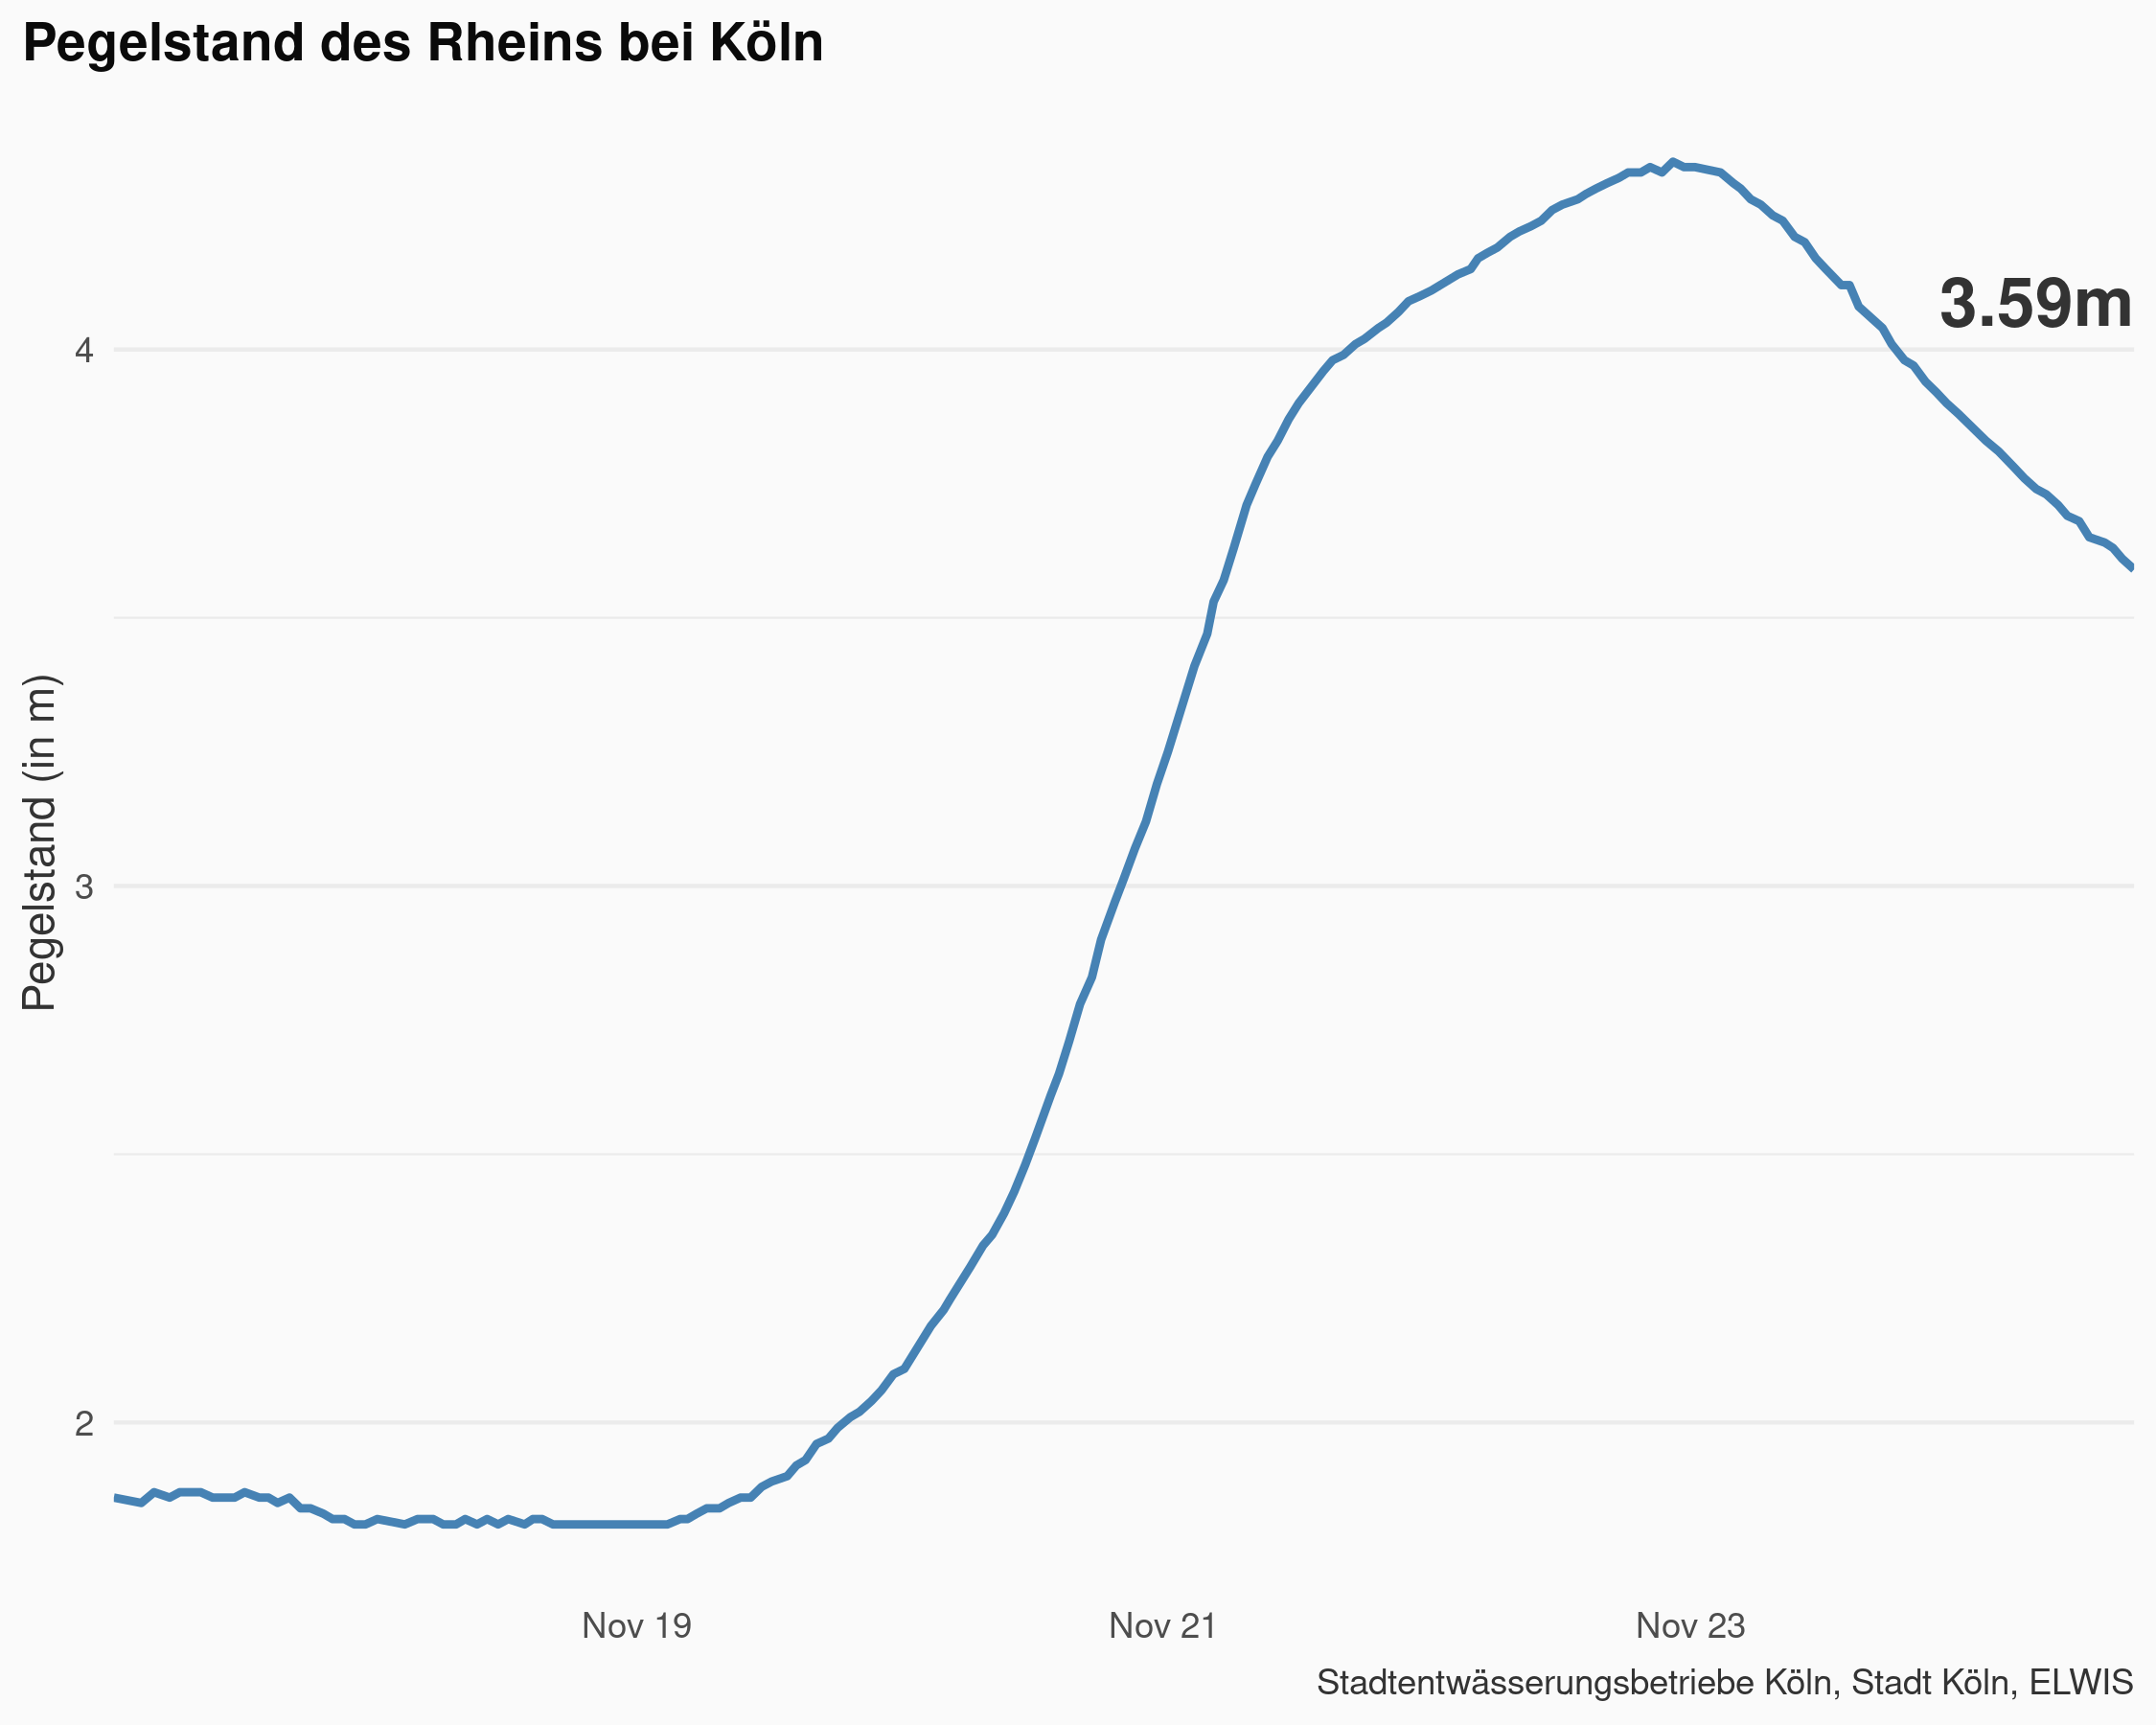 Pegelstand des Rheins bei Köln
3.59m
4
3
2
Pegelstand (in m)
Nov 19
Nov 21
Nov 23
Stadtentwässerungsbetriebe Köln, Stadt Köln, ELWIS